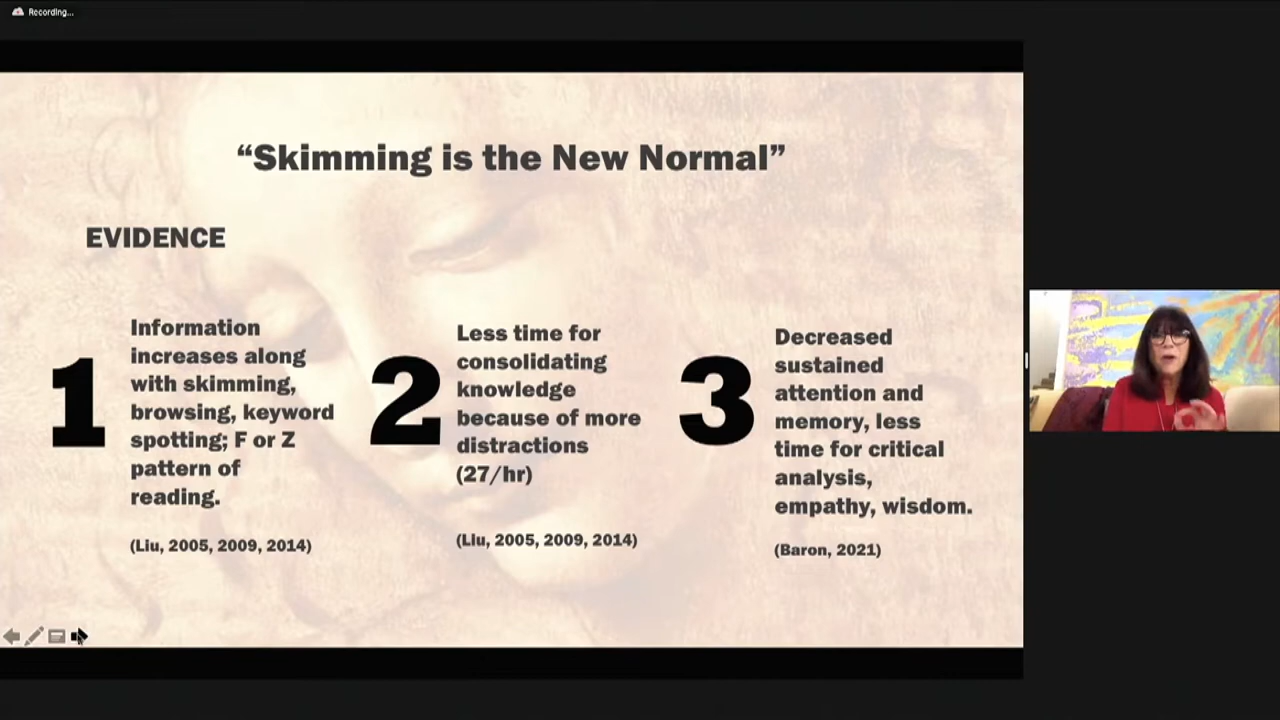 Recording...
“Skimming is the New Normal”
EVIDENCE
1
Information
increases along
with skimming,
browsing, keyword
spotting; F or Z
pattern of
reading.
(Liu, 2005, 2009, 2014)
2
Less time for
consolidating
knowledge
because of more
distractions
(27/hr)
(LIu, 2005, 2009, 2014)
3
Decreased
sustained
attention and
memory, less
time for critical
analysis,
empathy, wisdom.
(Baron, 2021)